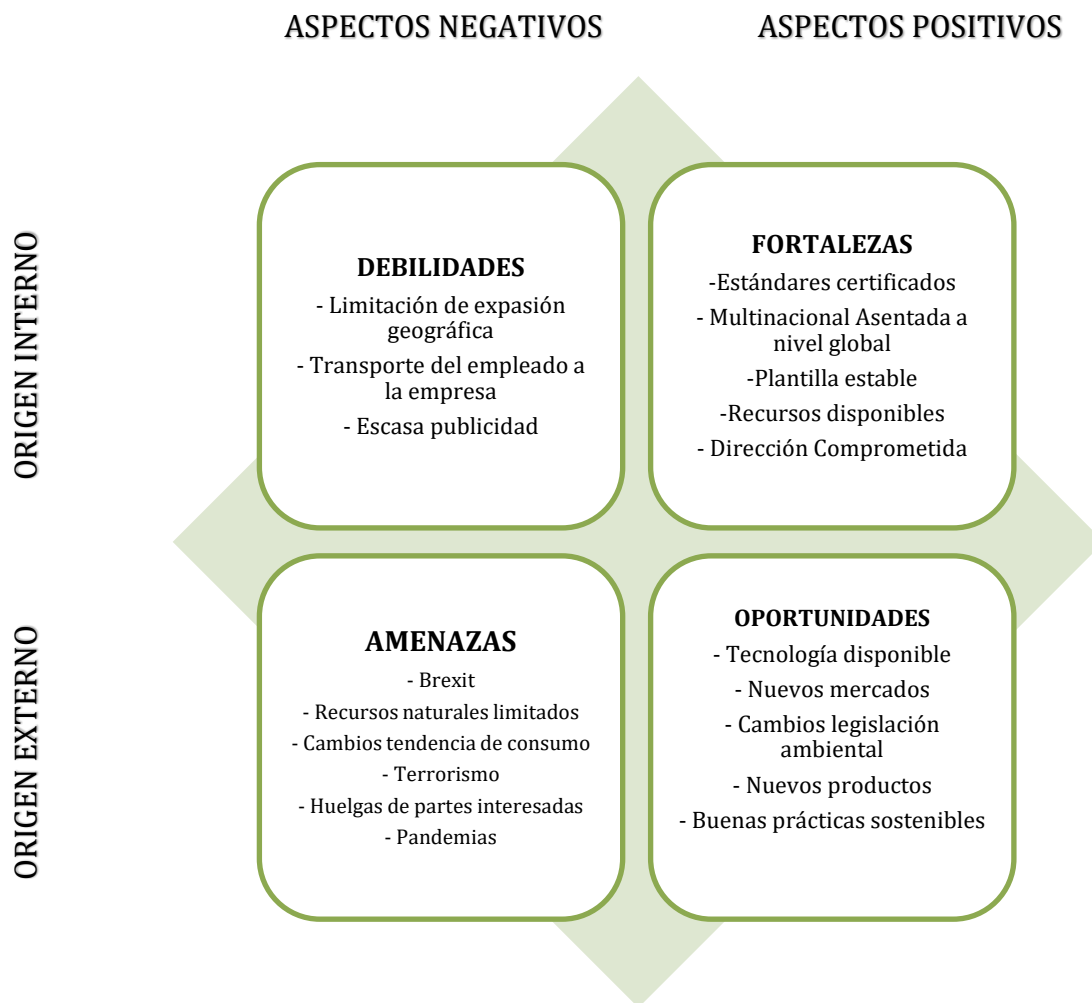 ASPECTOS NEGATIVOS
ASPECTOS POSITIVOS
ORIGEN INTERNO
DEBILIDADES
- Limitación de expasión
geográfica
- Transporte del empleado a
la empresa
- Escasa publicidad
FORTALEZAS
-Estándares certificados
- Multinacional Asentada a
nivel global
-Plantilla estable
-Recursos disponibles
- Dirección Comprometida
ORIGEN EXTERNO
AMENAZAS
- Brexit
- Recursos naturales limitados
- Cambios tendencia de consumo
- Terrorismo
- Huelgas de partes interesadas
- Pandemias
OPORTUNIDADES
- Tecnología disponible
- Nuevos mercados
- Cambios legislación
ambiental
- Nuevos productos
- Buenas prácticas sostenibles